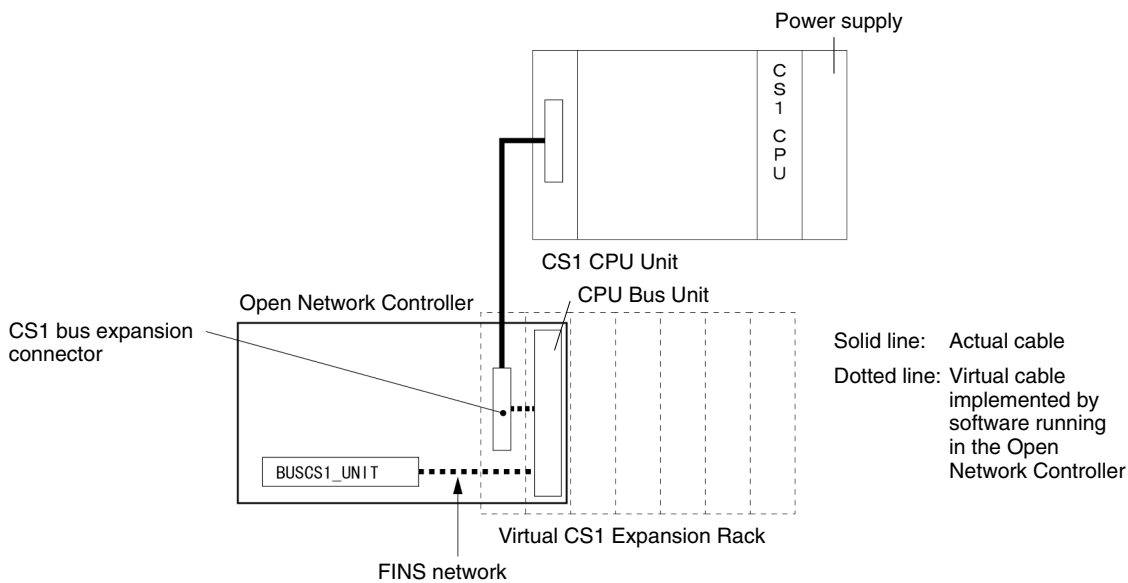 Power supply
CS1 CPU
CS1 CPU Unit
CPU Bus Unit
Open Network Controller
CS1 bus expansion
connector
BUSCS1_UNIT
Virtual CS1 Expansion Rack
FINS network
Solid line: Actual cable
Dotted line: Virtual cable
implemented by
software running
in the Open
Network Controller